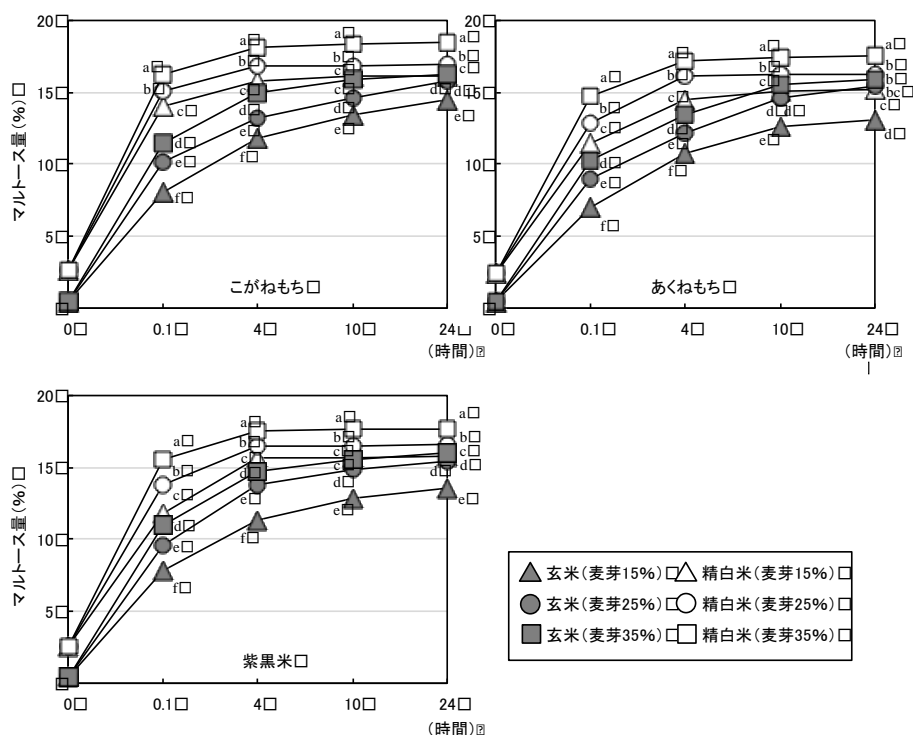 マルトース量(%)
20
15
10
5
0
a a a a
b b b b
c c c c
d d d d
e e e e
f f
こがねもち
0 0.1 4 10 24
(時間)
20
15
10
5
0
a a a a
b b b b
c c c bc
d d d c
e e d d
f f e
あくねもち
0 0.1 4 10 24
(時間)
マルトース量(%)
20
15
10
5
0
a a a a
b b b b
c c c c
d d d d
e e e e
f f
紫黒米
0 0.1 4 10 24
(時間)
玄米(麦芽15%) 精白米(麦芽15%)
玄米(麦芽25%) 精白米(麦芽25%)
玄米(麦芽35%) 精白米(麦芽35%)